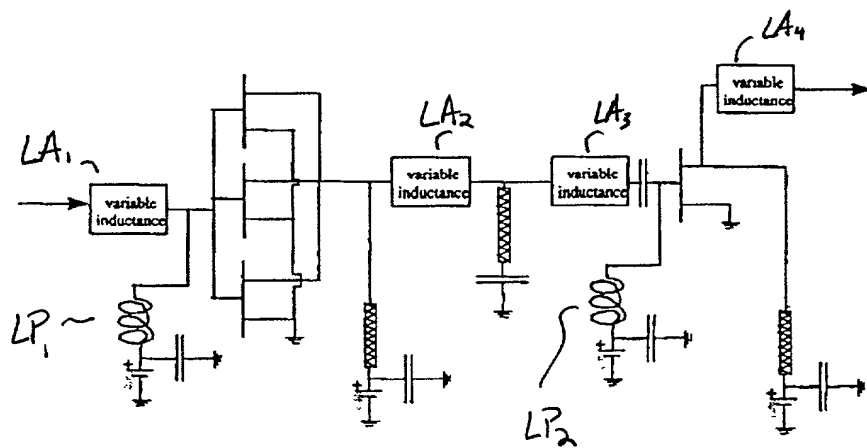 LA4
variable
inductance
LA2
LA3
LA1
variable
inductance
variable
inductance
variable
inductance
LP1
LP2
+
+
+
+